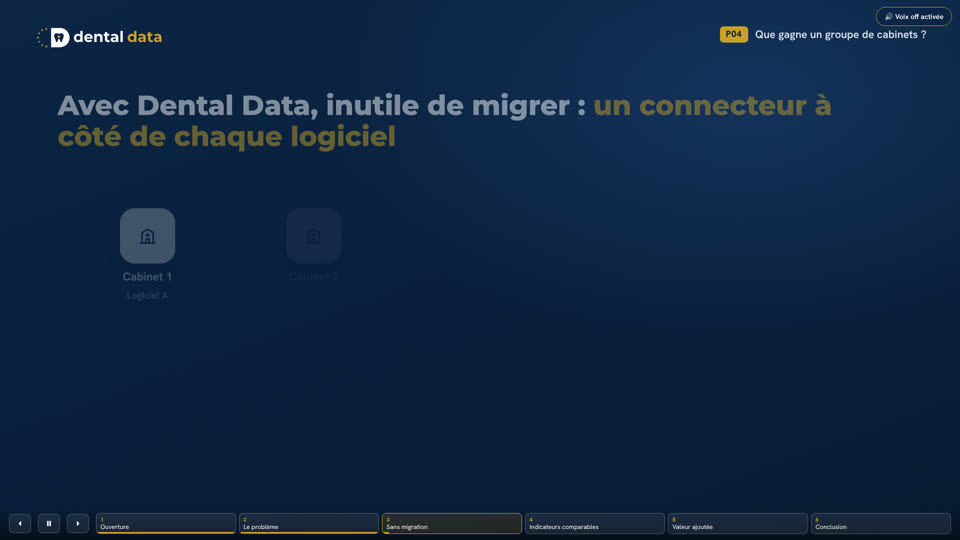 🔊 Voix off activée
dental data
P04 Que gagne un groupe de cabinets ?
Avec Dental Data, inutile de migrer : un connecteur à
côté de chaque logiciel
Cabinet 1
Cabinet 2
Logiciel A
1
Ouverture
2
Le problème
3
Sans migration
4
Indicateurs comparables
5
Valeur ajoutée
6
Conclusion